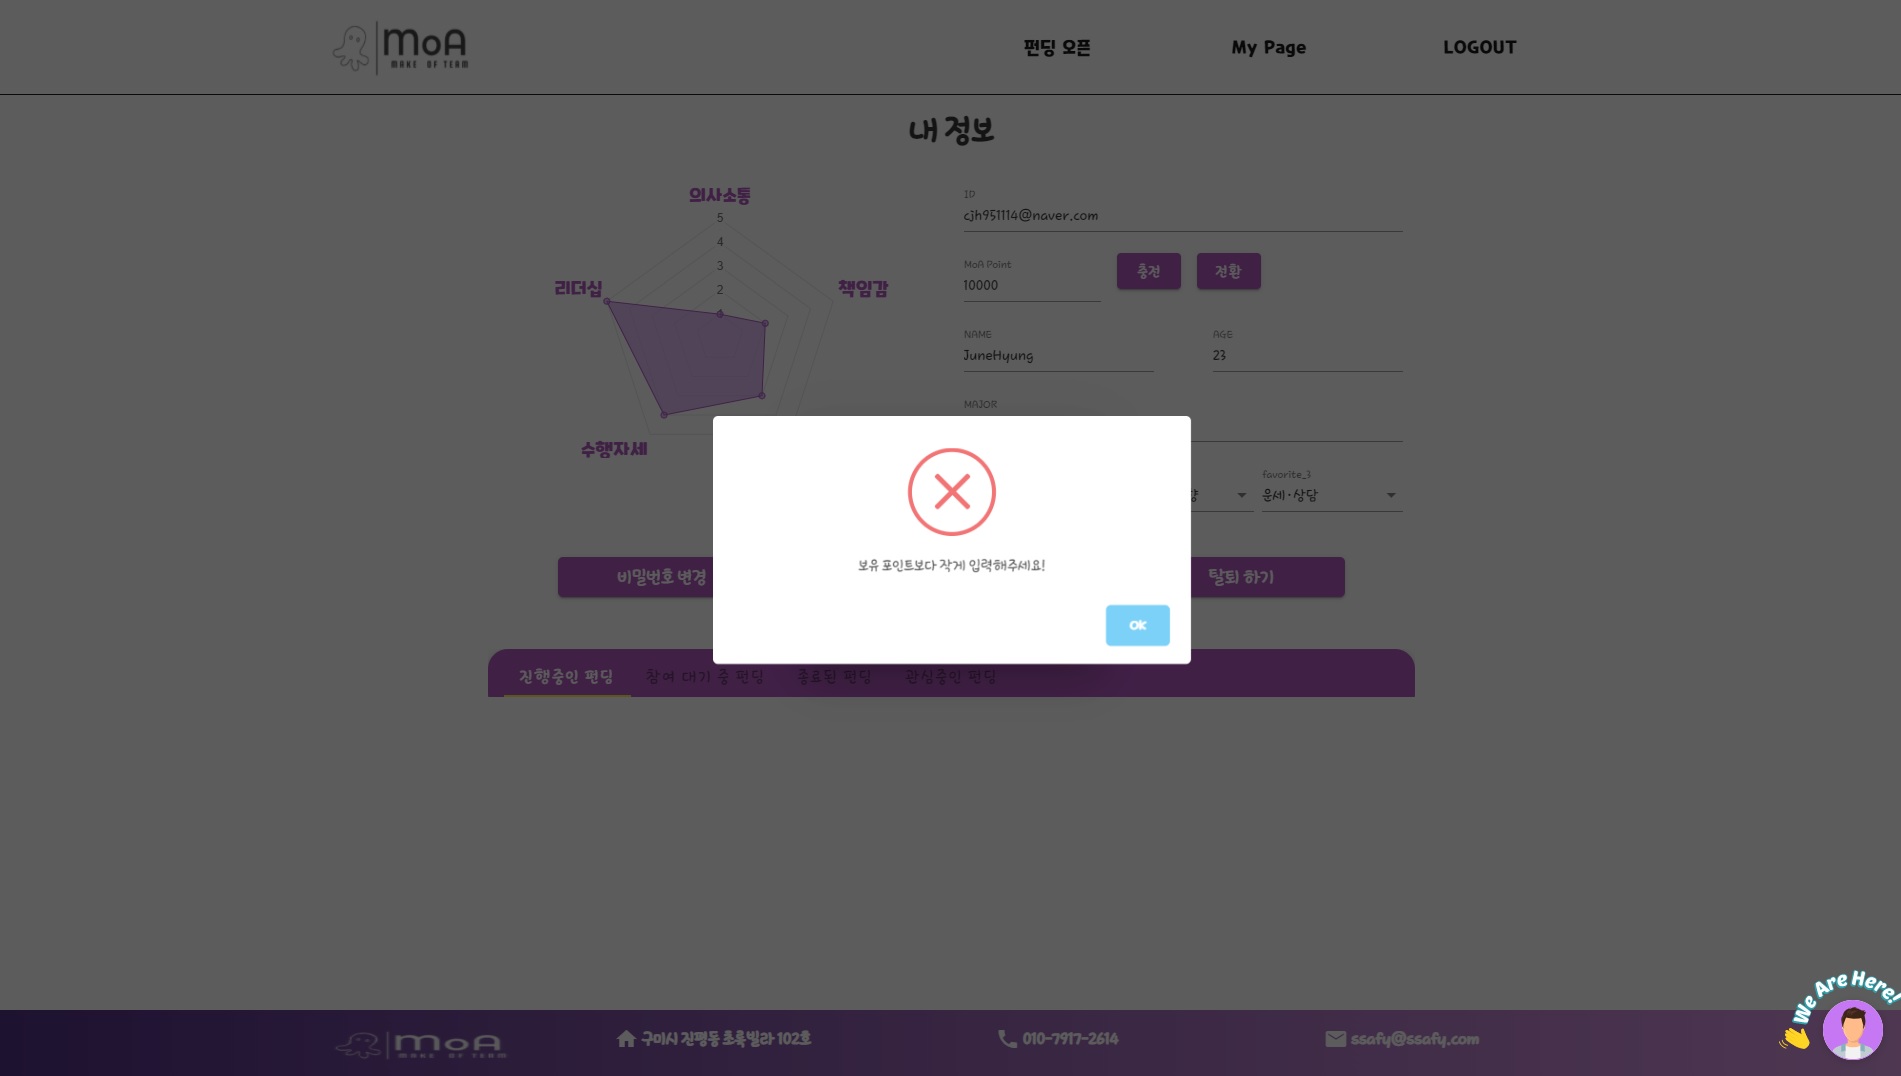 MoA
MAKE OF TEAM
펀딩 오픈
My Page
LOGOUT
내 정보
의사소통
5
4
3
2
1
리더십
책임감
수행자세
ID
cjh951114@naver.com
MoA Point
10000
충전
전환
NAME
JuneHyung
AGE
23
MAJOR
favorite_3
운세·상담
보유 포인트보다 작게 입력해주세요!
OK
비밀번호 변경
탈퇴 하기
진행중인 펀딩
참여 대기 중 펀딩
종료된 펀딩
관심중인 펀딩
We Are Here!
MoA
MAKE OF TEAM
구미시 진평동 초록빌라 102호
010-7917-2614
ssafy@ssafy.com